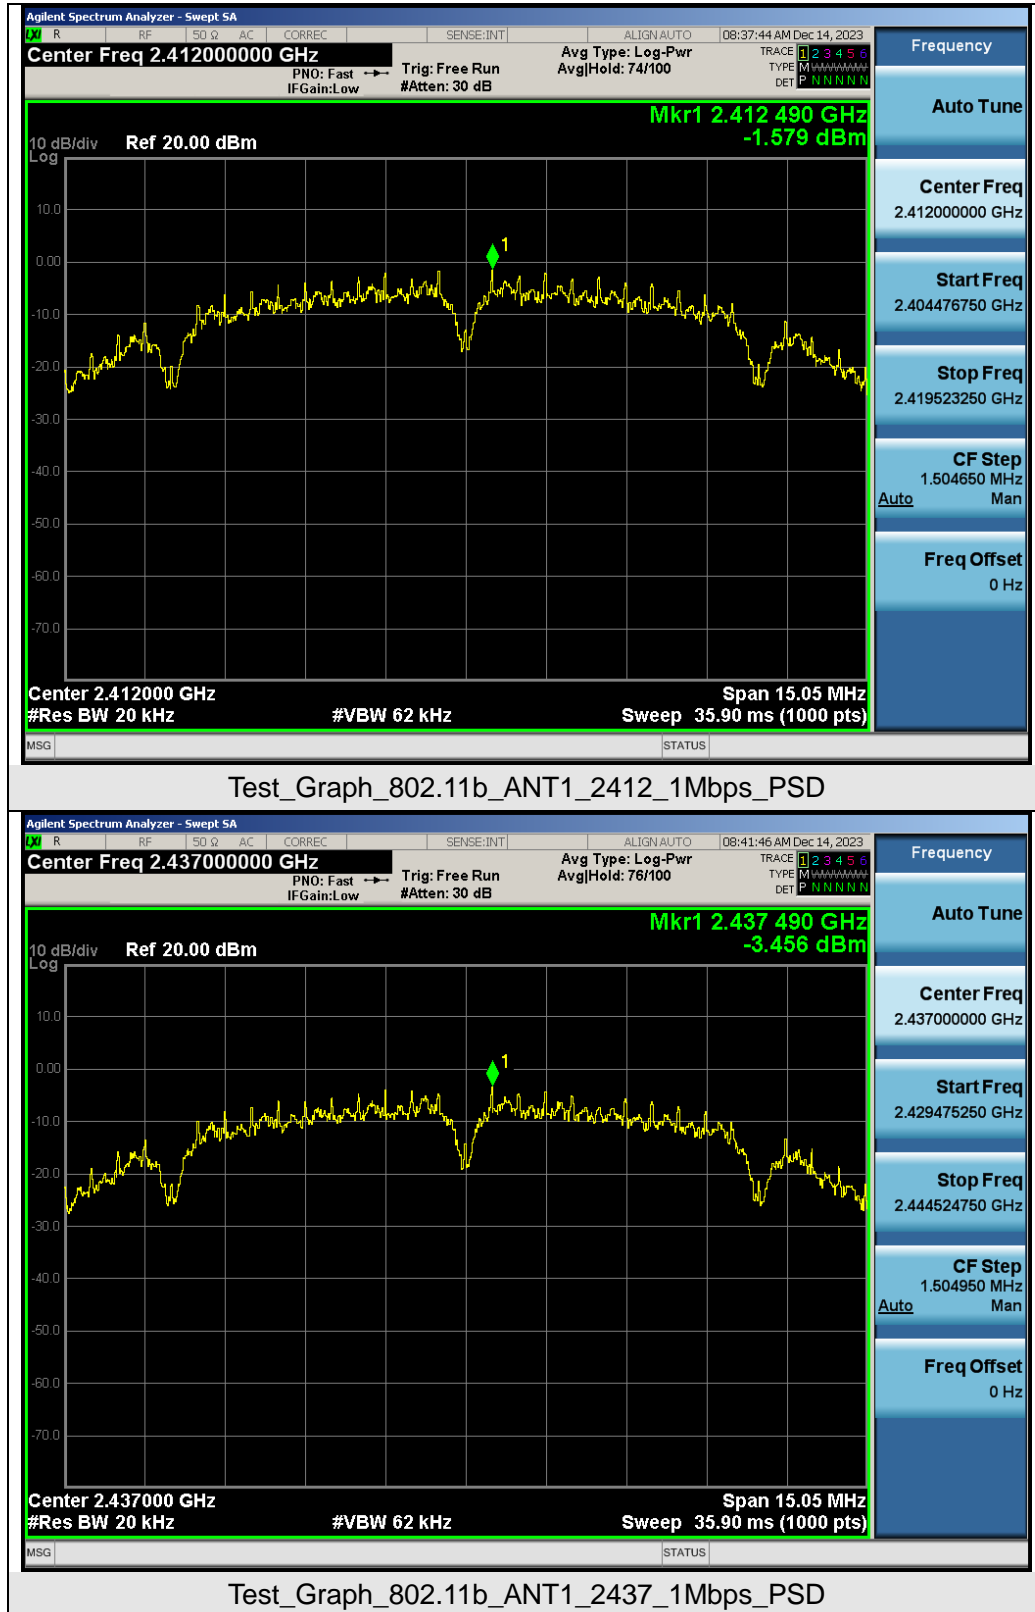 Agilent Spectrum Analyzer - Swept SA
LXI R RF 50 Ω AC CORREC SENSE:INT ALIGN AUTO 08:37:44 AM Dec 14, 2023
Center Freq 2.412000000 GHz Avg Type: Log-Pwr TRACE 1 2 3 4 5 6
PNO: Fast Trig: Free Run Avg|Hold: 74/100 TYPE M WWWWW
IFGain:Low #Atten: 30 dB DET P N N N N N
Mkr1 2.412 490 GHz
-1.579 dBm
10 dB/div Ref 20.00 dBm
Log
10.0
0.00
1
-10.0
-20.0
-30.0
-40.0
-50.0
-60.0
-70.0
Center 2.412000 GHz Span 15.05 MHz
#Res BW 20 kHz #VBW 62 kHz Sweep 35.90 ms (1000 pts)
MSG STATUS
Frequency
Auto Tune
Center Freq
2.412000000 GHz
Start Freq
2.404476750 GHz
Stop Freq
2.419523250 GHz
CF Step
1.504650 MHz
Auto Man
Freq Offset
0 Hz
Test_Graph_802.11b_ANT1_2412_1Mbps_PSD
Agilent Spectrum Analyzer - Swept SA
LXI R RF 50 Ω AC CORREC SENSE:INT ALIGN AUTO 08:41:46 AM Dec 14, 2023
Center Freq 2.437000000 GHz Avg Type: Log-Pwr TRACE 1 2 3 4 5 6
PNO: Fast Trig: Free Run Avg|Hold: 76/100 TYPE M WWWWW
IFGain:Low #Atten: 30 dB DET P N N N N N
Mkr1 2.437 490 GHz
-3.456 dBm
10 dB/div Ref 20.00 dBm
Log
10.0
0.00
1
-10.0
-20.0
-30.0
-40.0
-50.0
-60.0
-70.0
Center 2.437000 GHz Span 15.05 MHz
#Res BW 20 kHz #VBW 62 kHz Sweep 35.90 ms (1000 pts)
MSG STATUS
Frequency
Auto Tune
Center Freq
2.437000000 GHz
Start Freq
2.429475250 GHz
Stop Freq
2.444524750 GHz
CF Step
1.504950 MHz
Auto Man
Freq Offset
0 Hz
Test_Graph_802.11b_ANT1_2437_1Mbps_PSD